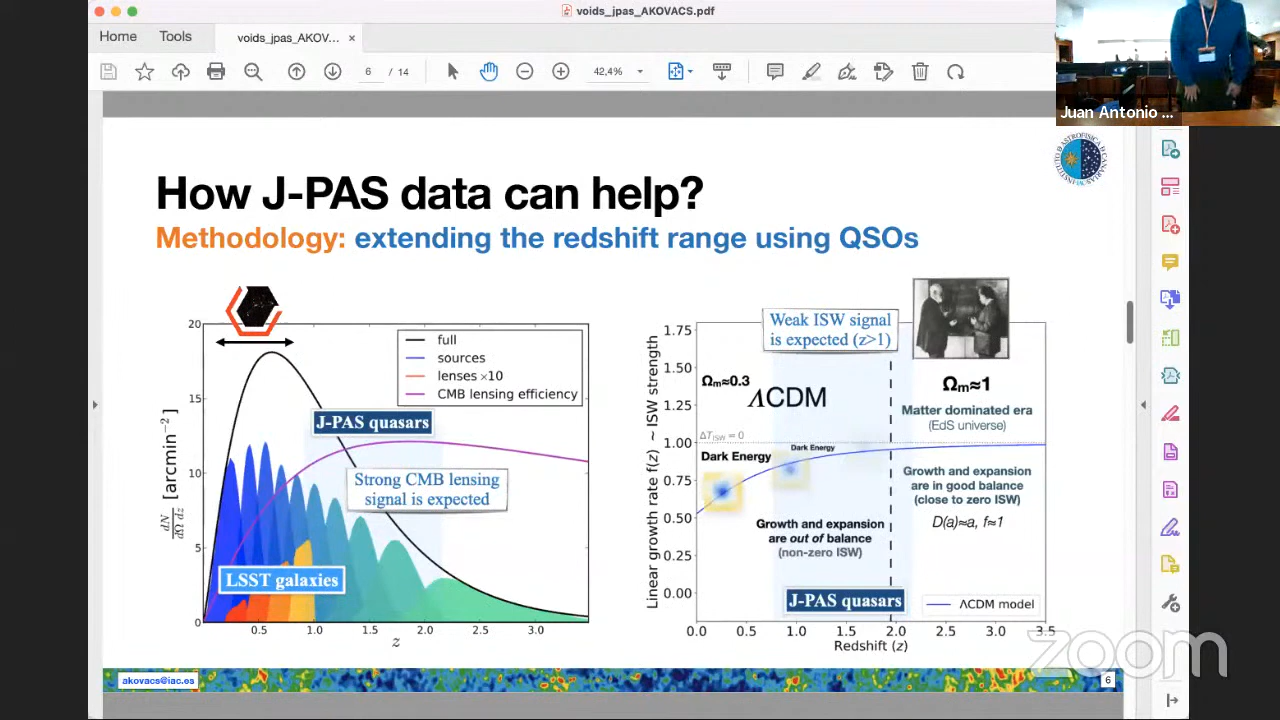 voids_jpas_AKOVACS.pdf
Home
Tools
voids_jpas_AKOV... ×
6 / 14
42,4%
Juan Antonio ...
How J-PAS data can help?
Methodology: extending the redshift range using QSOs
20
15
10
5
0
dN/dΩ dz [arcmin⁻²]
full
sources
lenses ×10
CMB lensing efficiency
J-PAS quasars
Strong CMB lensing
signal is expected
LSST galaxies
0.5 1.0 1.5 2.0 2.5 3.0
z
Weak ISW signal
is expected (z>1)
1.75
1.50
1.25
1.00
0.75
0.50
0.25
0.00
Linear growth rate f(z) ~ ISW strength
Ωm≈0.3
ΛCDM
ΔT_ISW = 0
Dark Energy
Dark Energy
Growth and expansion
are out of balance
(non-zero ISW)
Ωm≈1
Matter dominated era
(EdS universe)
Growth and expansion
are in good balance
(close to zero ISW)
D(a)≈a, f≈1
J-PAS quasars
ΛCDM model
0.0 0.5 1.0 1.5 2.0 2.5 3.0 3.5
Redshift (z)
akovacs@iac.es
6
zoom